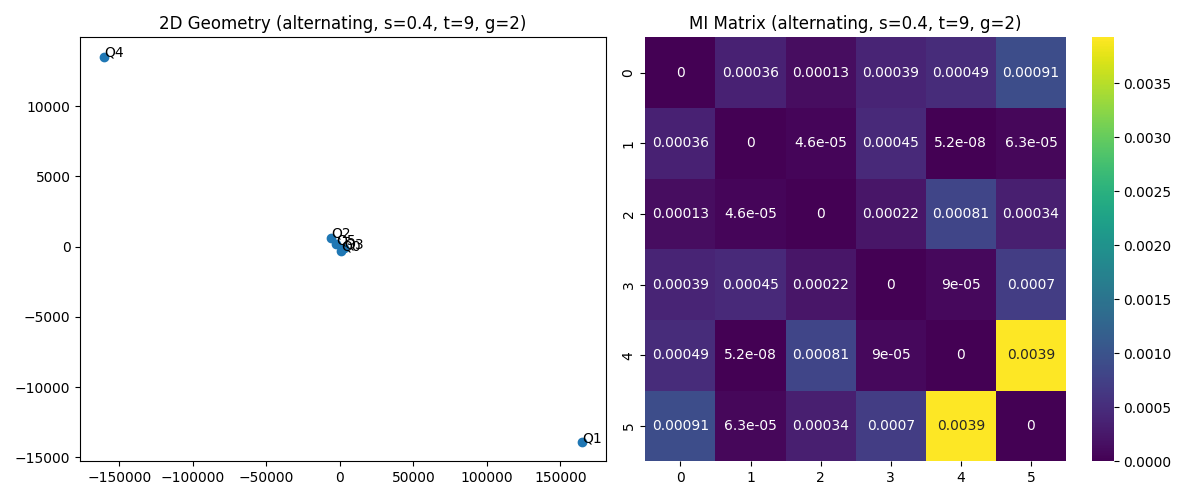 2D Geometry (alternating, s=0.4, t=9, g=2)
Q4
Q2
Q5
Q3
Q0
Q1
10000
5000
0
−5000
−10000
−15000
−150000 −100000 −50000 0 50000 100000 150000
MI Matrix (alternating, s=0.4, t=9, g=2)
0 0 0.00036 0.00013 0.00039 0.00049 0.00091
1 0.00036 0 4.6e-05 0.00045 5.2e-08 6.3e-05
2 0.00013 4.6e-05 0 0.00022 0.00081 0.00034
3 0.00039 0.00045 0.00022 0 9e-05 0.0007
4 0.00049 5.2e-08 0.00081 9e-05 0 0.0039
5 0.00091 6.3e-05 0.00034 0.0007 0.0039 0
0 1 2 3 4 5
0.0035
0.0030
0.0025
0.0020
0.0015
0.0010
0.0005
0.0000